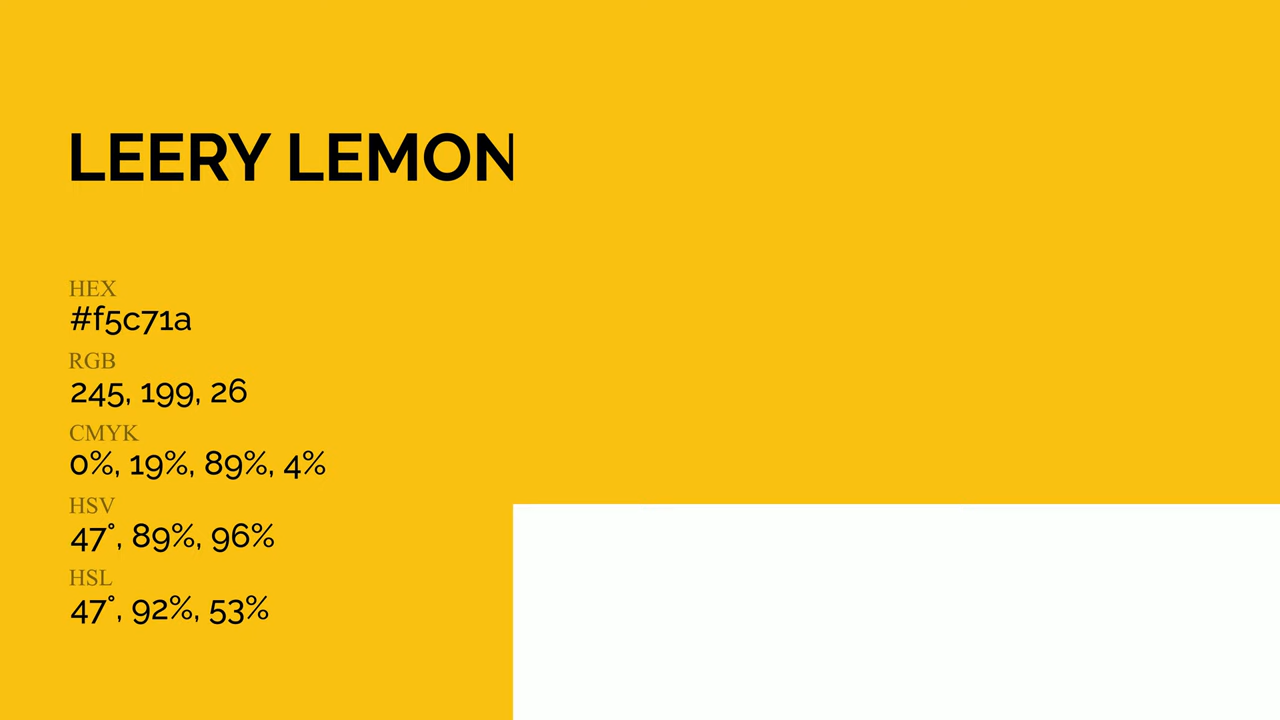 LEERY LEMON
HEX
#f5c71a
RGB
245, 199, 26
CMYK
0%, 19%, 89%, 4%
HSV
47°, 89%, 96%
HSL
47°, 92%, 53%